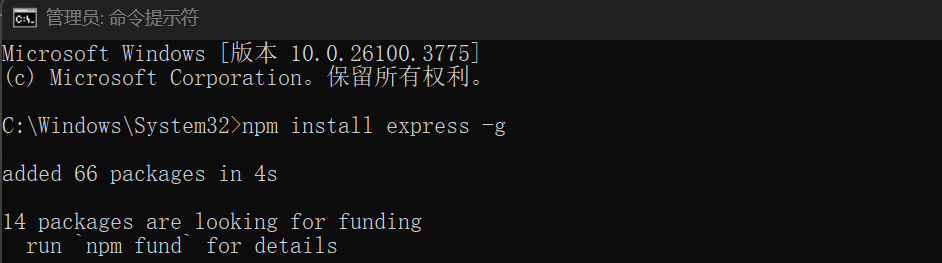 管理员: 命令提示符
Microsoft Windows [版本 10.0.26100.3775]
(c) Microsoft Corporation。保留所有权利。
C:\Windows\System32>npm install express -g
added 66 packages in 4s
14 packages are looking for funding
  run `npm fund` for details